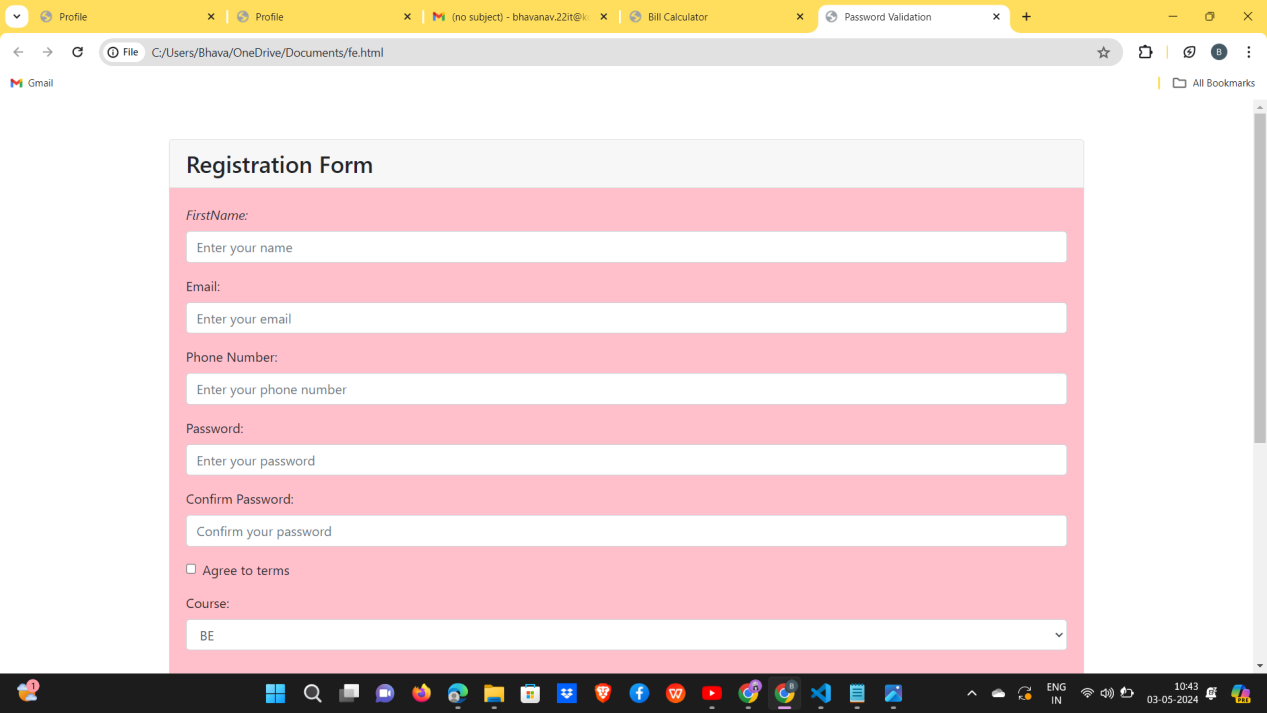 Profile
Profile
(no subject) - bhavanav.22it@k
Bill Calculator
Password Validation
File
C:/Users/Bhava/OneDrive/Documents/fe.html
B
Gmail
All Bookmarks
Registration Form
FirstName:
Enter your name
Email:
Enter your email
Phone Number:
Enter your phone number
Password:
Enter your password
Confirm Password:
Confirm your password
Agree to terms
Course:
BE
1
ENG
IN
10:43
03-05-2024
PRE